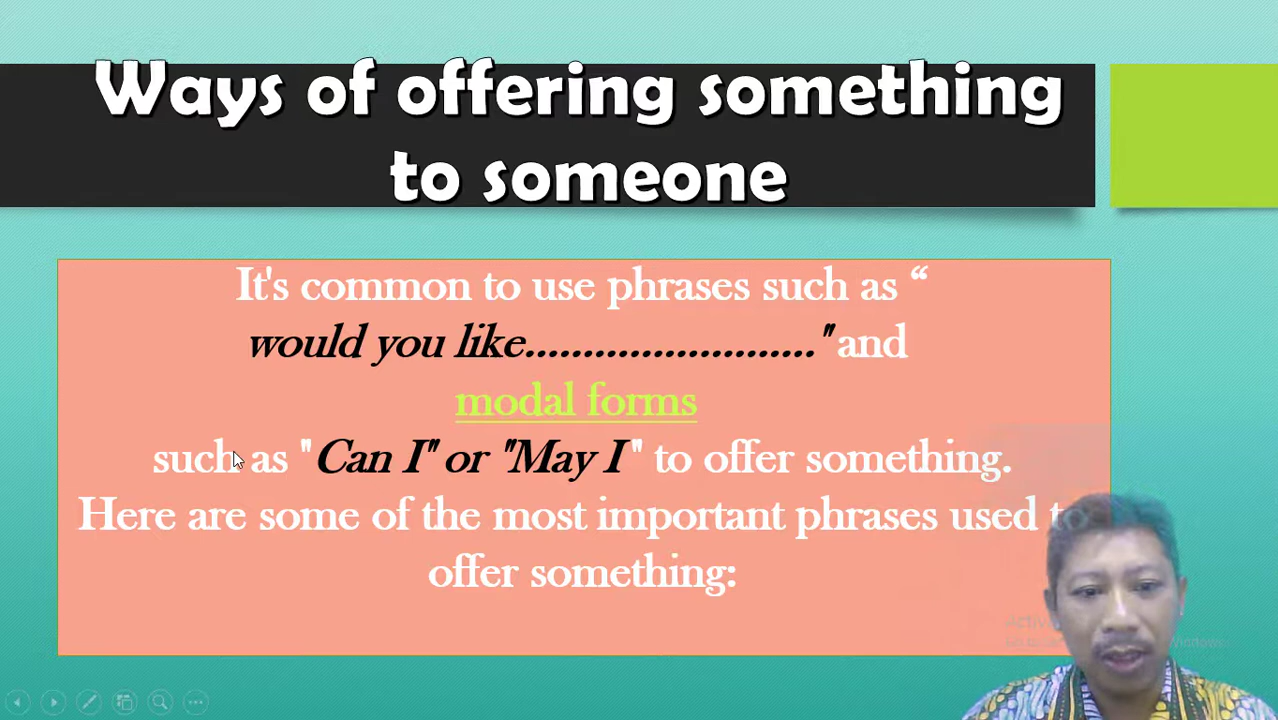 Ways of offering something
to someone
It's common to use phrases such as “
would you like.........................." and
modal forms
such as "Can I" or "May I " to offer something.
Here are some of the most important phrases used to
offer something: